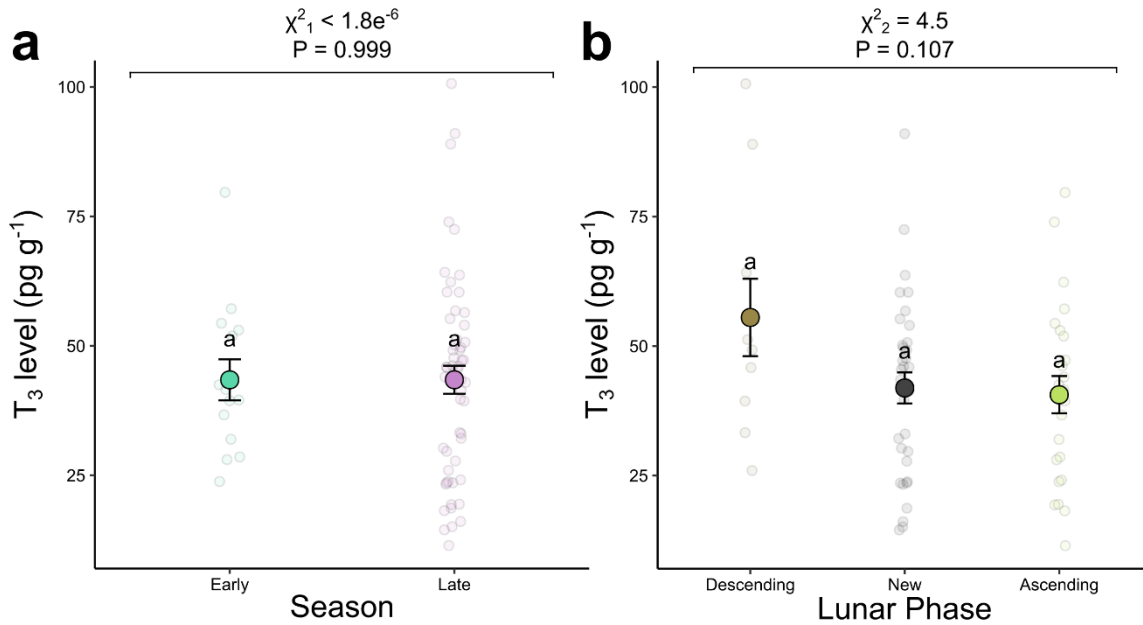 a
χ²₁ < 1.8e⁻⁶
P = 0.999
100
75
50
25
T₃ level (pg g⁻¹)
a
a
Early
Late
Season
b
χ²₂ = 4.5
P = 0.107
100
75
50
25
T₃ level (pg g⁻¹)
a
a
a
Descending
New
Ascending
Lunar Phase